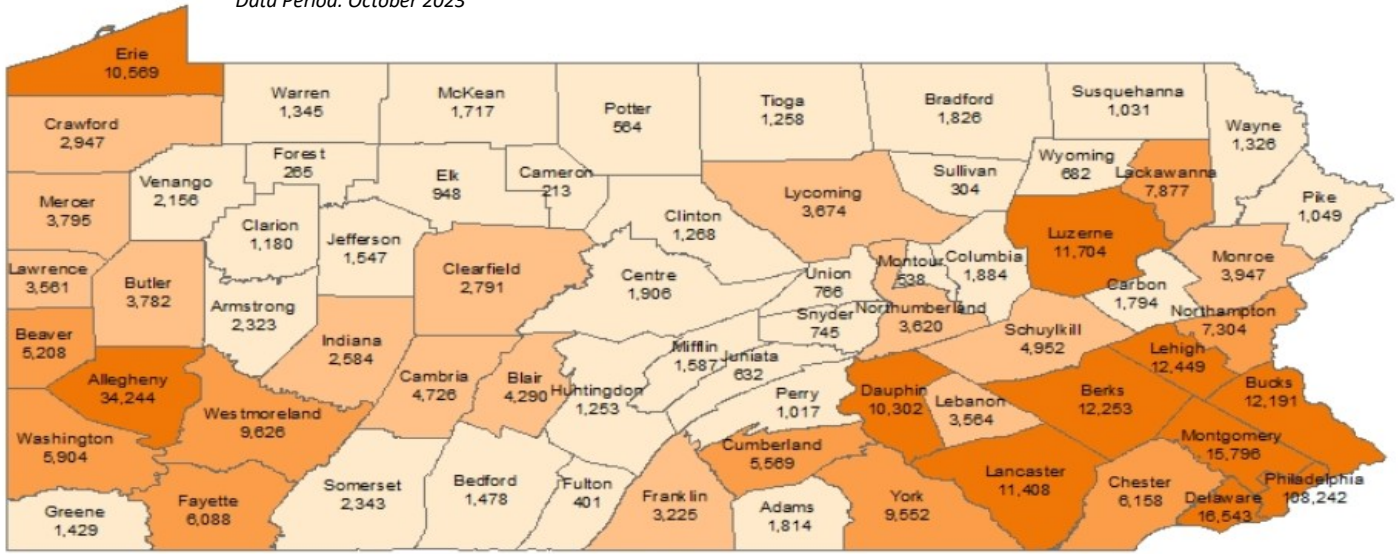 Data Period: October 2023
Erie
10,569
Warren
1,345
McKean
1,717
Potter
564
Tioga
1,258
Bradford
1,826
Susquehanna
1,031
Wayne
1,326
Crawford
2,947
Forest
265
Elk
948
Cameron
213
Sullivan
304
Wyoming
682
Lackawanna
7,877
Mercer
3,795
Venango
2,156
Clarion
1,180
Jefferson
1,547
Clinton
1,268
Lycoming
3,674
Pike
1,049
Lawrence
3,561
Butler
3,782
Clearfield
2,791
Centre
1,906
Union
766
Montour
538
Columbia
1,884
Luzerne
11,704
Monroe
3,947
Carbon
1,794
Armstrong
2,323
Snyder
745
Northumberland
3,620
Northampton
7,304
Beaver
5,208
Indiana
2,584
Mifflin
1,587
Juniata
632
Schuylkill
4,952
Lehigh
12,449
Allegheny
34,244
Westmoreland
9,626
Cambria
4,726
Blair
4,290
Huntingdon
1,253
Perry
1,017
Dauphin
10,302
Lebanon
3,564
Berks
12,253
Bucks
12,191
Washington
5,904
Cumberland
5,569
Montgomery
15,796
Greene
1,429
Fayette
6,088
Somerset
2,343
Bedford
1,478
Fulton
401
Franklin
3,225
Adams
1,814
York
9,552
Lancaster
11,408
Chester
6,158
Delaware
16,543
Philadelphia
108,242